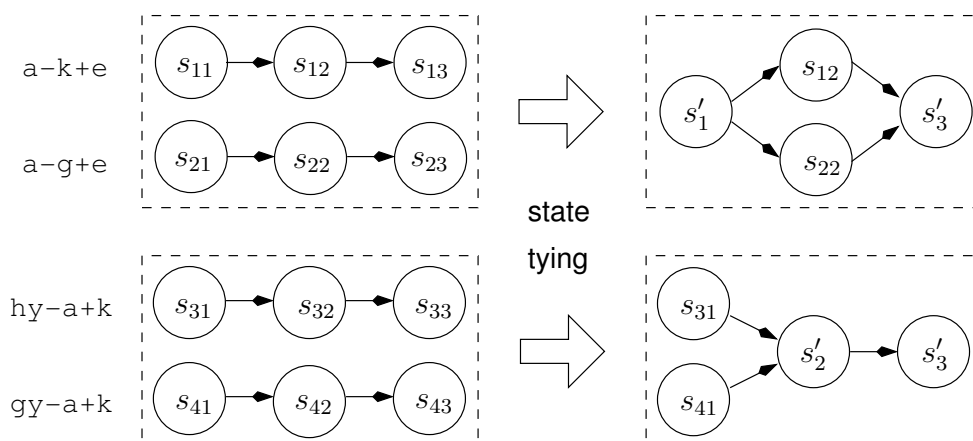 a-k+e s₁₁ s₁₂ s₁₃
a-g+e s₂₁ s₂₂ s₂₃
s′₁ s₁₂ s₂₂ s′₃
state
tying
hy-a+k s₃₁ s₃₂ s₃₃
gy-a+k s₄₁ s₄₂ s₄₃
s₃₁ s₄₁ s′₂ s′₃